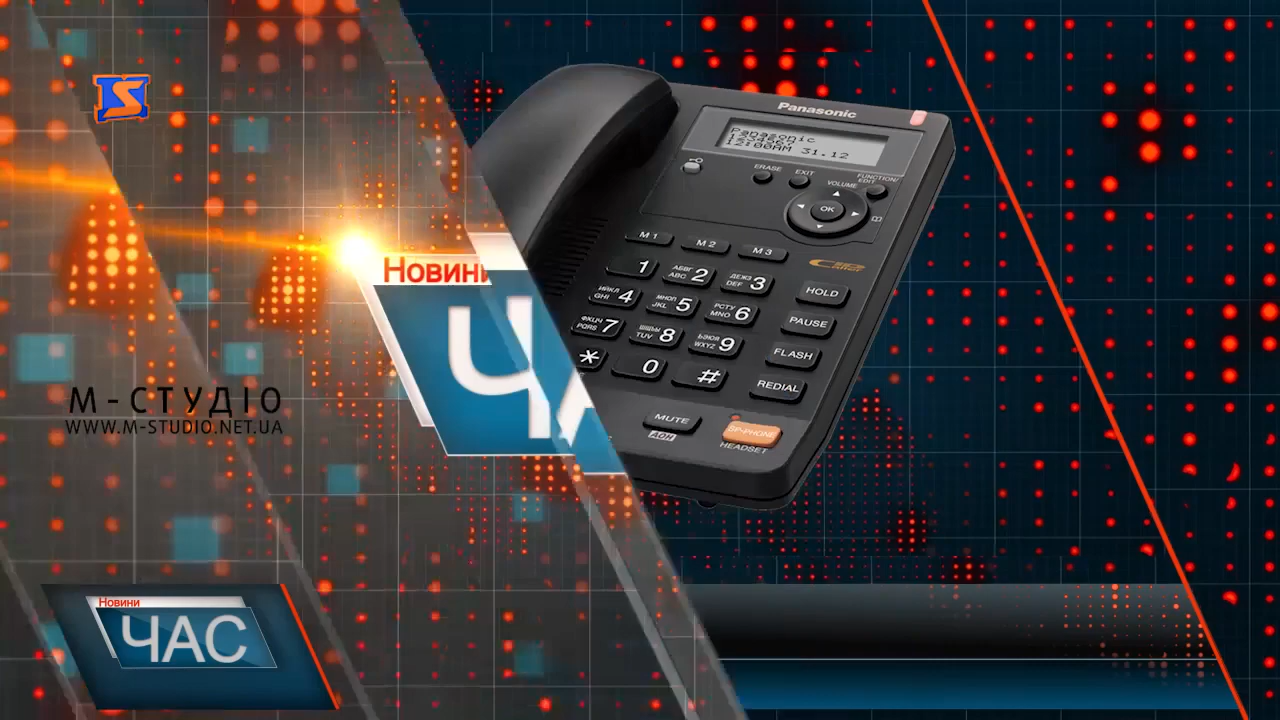 Panasonic
Panasonic
1234567
12:00AM 31.12
ERASE
EXIT
VOLUME
FUNCTION/
EDIT
OK
M 1
M 2
M 3
1
АБВГ
ABC 2
ДЕЖЗ
DEF 3
HOLD
ИЙКЛ
GHI 4
МНОП
JKL 5
РСТУ
MNO 6
PAUSE
ФХЦЧ
PQRS 7
ШЩЪЫ
TUV 8
ЬЭЮЯ
WXYZ 9
FLASH
*
0
#
REDIAL
MUTE
АОН
SP-PHONE
HEADSET
Новини
ЧА
М-СТУДІО
WWW.M-STUDIO.NET.UA
Новини
ЧАС